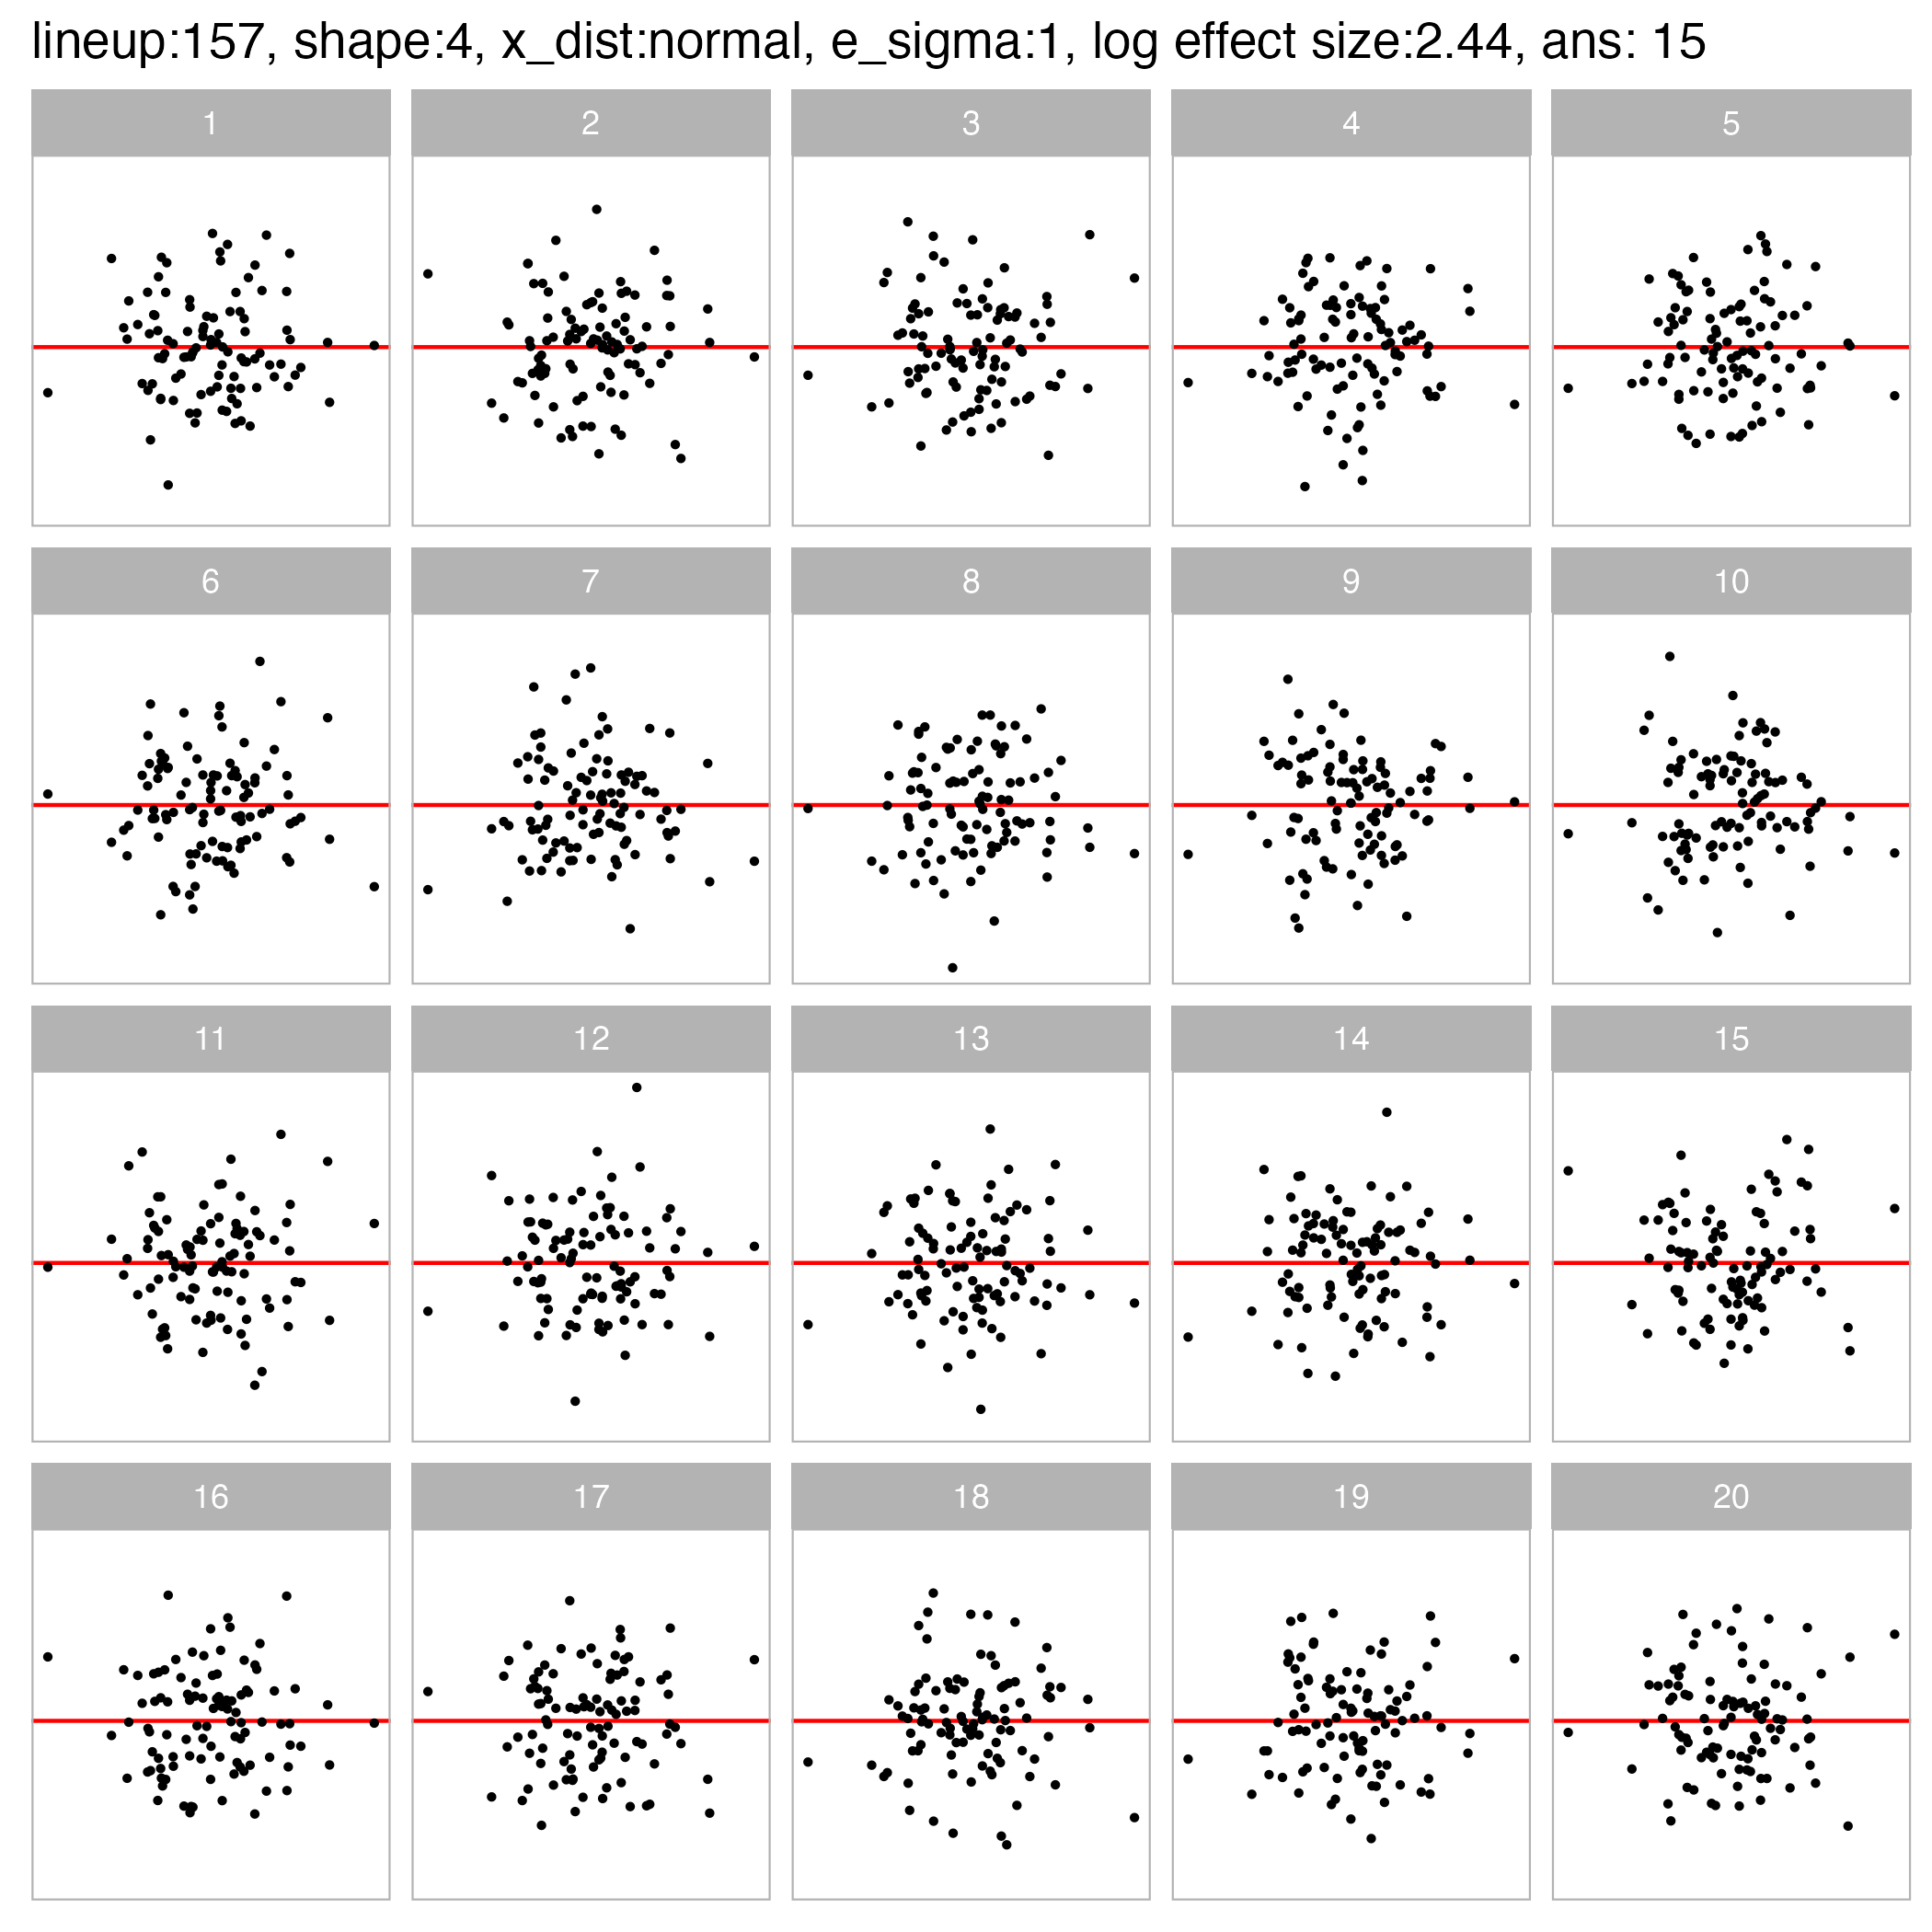 lineup:157, shape:4, x_dist:normal, e_sigma:1, log effect size:2.44, ans: 15
1 2 3 4 5
6 7 8 9 10
11 12 13 14 15
16 17 18 19 20